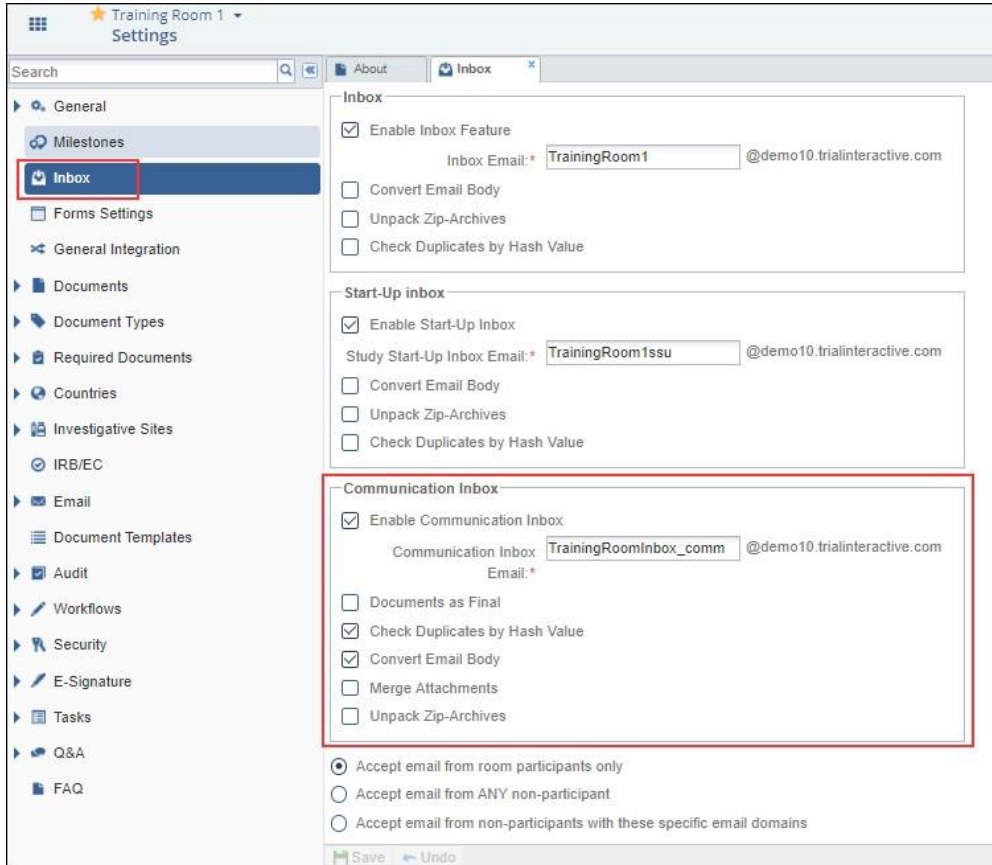 Training Room 1
Settings
Search
General
Milestones
Inbox
Forms Settings
General Integration
Documents
Document Types
Required Documents
Countries
Investigative Sites
IRB/EC
Email
Document Templates
Audit
Workflows
Security
E-Signature
Tasks
Q&A
FAQ
About
Inbox
Inbox
Enable Inbox Feature
Inbox Email:* TrainingRoom1 @demo10.trialinteractive.com
Convert Email Body
Unpack Zip-Archives
Check Duplicates by Hash Value
Start-Up inbox
Enable Start-Up Inbox
Study Start-Up Inbox Email:* TrainingRoom1ssu @demo10.trialinteractive.com
Convert Email Body
Unpack Zip-Archives
Check Duplicates by Hash Value
Communication Inbox
Enable Communication Inbox
Communication Inbox TrainingRoomInbox_comm @demo10.trialinteractive.com
Email:*
Documents as Final
Check Duplicates by Hash Value
Convert Email Body
Merge Attachments
Unpack Zip-Archives
Accept email from room participants only
Accept email from ANY non-participant
Accept email from non-participants with these specific email domains
Save Undo